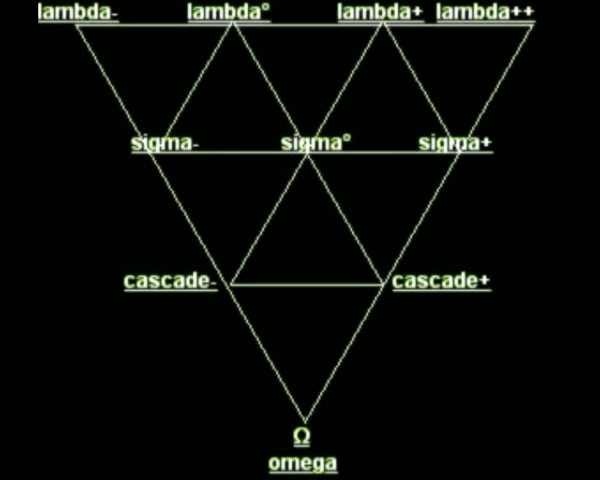 lambda- lambda° lambda+ lambda++
sigma- sigma° sigma+
cascade- cascade+
Ω
omega